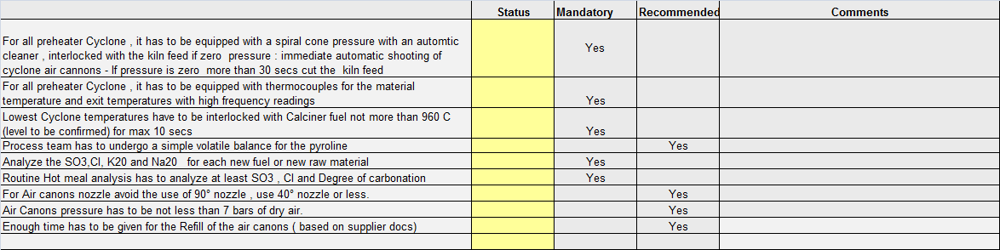 Status Mandatory Recommended Comments
For all preheater Cyclone , it has to be equipped with a spiral cone pressure with an automtic
cleaner , interlocked with the kiln feed if zero pressure : immediate automatic shooting of
cyclone air cannons - If pressure is zero more than 30 secs cut the kiln feed
Yes
For all preheater Cyclone , it has to be equipped with thermocouples for the material
temperature and exit temperatures with high frequency readings
Yes
Lowest Cyclone temperatures have to be interlocked with Calciner fuel not more than 960 C
(level to be confirmed) for max 10 secs
Yes
Process team has to undergo a simple volatile balance for the pyroline Yes
Analyze the SO3,Cl, K20 and Na20 for each new fuel or new raw material Yes
Routine Hot meal analysis has to analyze at least SO3 , Cl and Degree of carbonation Yes
For Air canons nozzle avoid the use of 90° nozzle , use 40° nozzle or less. Yes
Air Canons pressure has to be not less than 7 bars of dry air. Yes
Enough time has to be given for the Refill of the air canons ( based on supplier docs) Yes